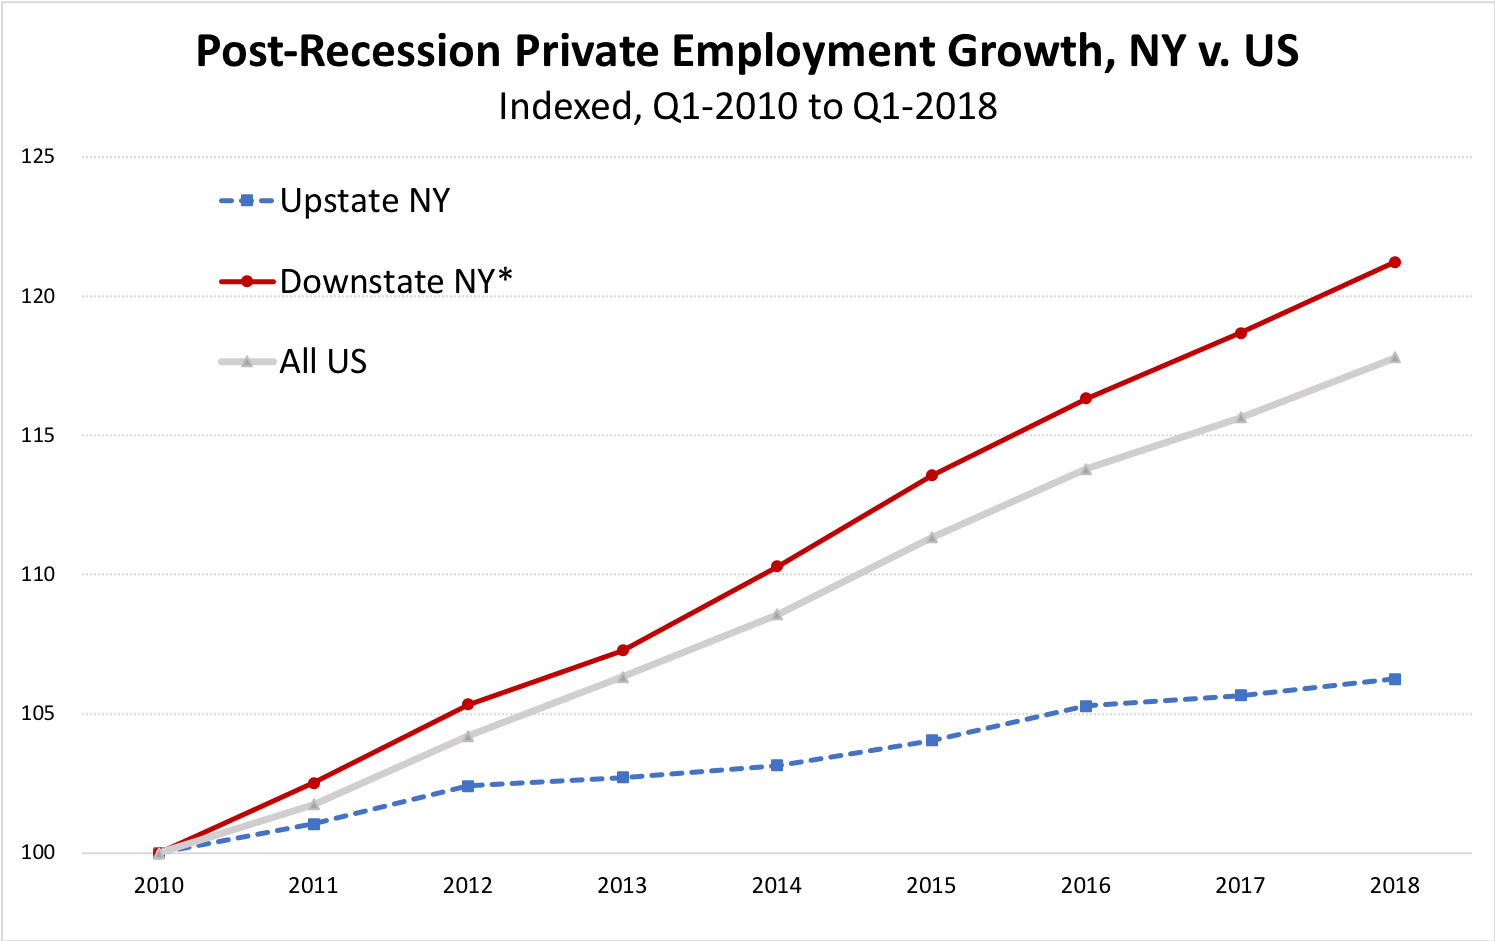 Post-Recession Private Employment Growth, NY v. US
Indexed, Q1-2010 to Q1-2018
125
Upstate NY
Downstate NY*
120
All US
115
110
105
100
2010 2011 2012 2013 2014 2015 2016 2017 2018